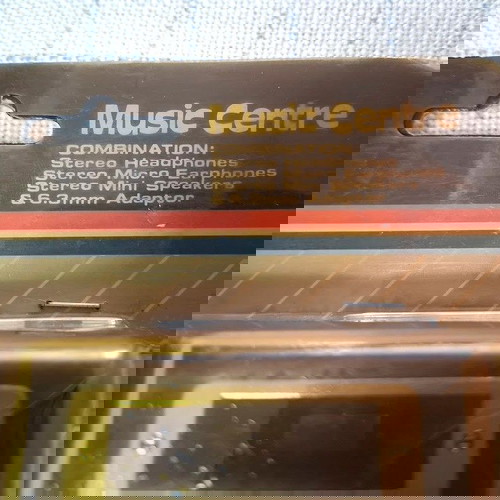 Music Centre
COMBINATION:
Stereo Headphones
Stereo Micro Earphones
Stereo Mini Speakers
& 6.3mm Adaptor